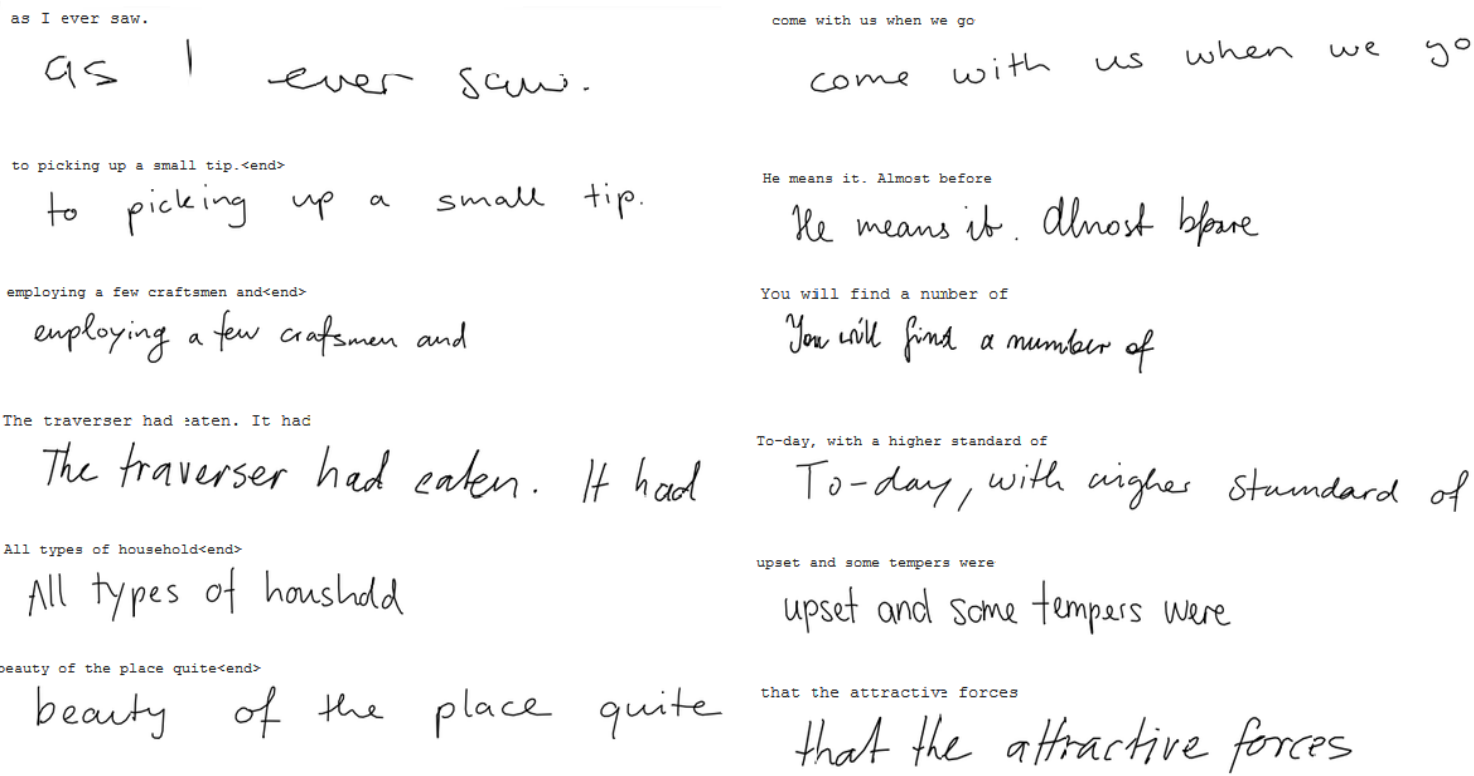 as I ever saw.
as I ever saw.
to picking up a small tip.<end>
to picking up a small tip.
employing a few craftsmen and<end>
employing a few crafsmen and
The traverser had eaten. It had
The traverser had eaten. It had
All types of household<end>
All types of houshold
beauty of the place quite<end>
beauty of the place quite
come with us when we go
come with us when we go
He means it. Almost before
He means it. Almost bfore
You will find a number of
You will find a number of
To-day, with a higher standard of
To-day, with higher stamdard of
upset and some tempers were
upset and some tempers were
that the attractive forces
that the attractive forces